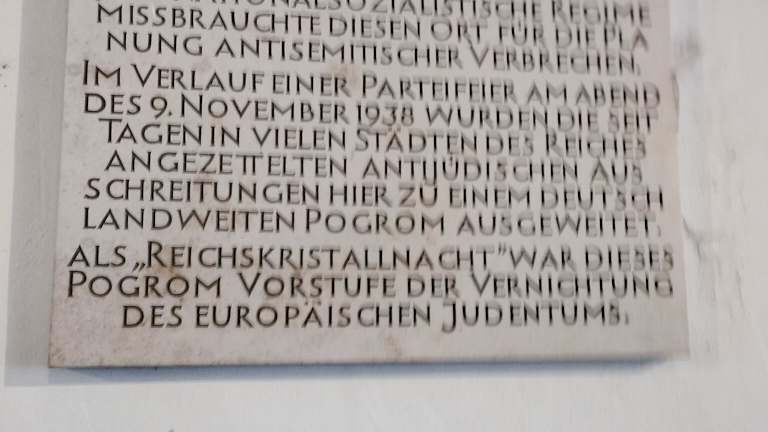 NATIONALSOZIALISTISCHE REGIME
MISSBRAUCHTE DIESEN ORT FÜR DIE PLA
NUNG ANTISEMITISCHER VERBRECHEN.
IM VERLAUF EINER PARTEIFEIER AM ABEND
DES 9. NOVEMBER 1938 WURDEN DIE SEIT
TAGEN IN VIELEN STÄDTEN DES REICHES
ANGEZETTELTEN ANTIJÜDISCHEN AUS
SCHREITUNGEN HIER ZU EINEM DEUTSCH
LANDWEITEN POGROM AUSGEWEITET.
ALS „REICHSKRISTALLNACHT" WAR DIESES
POGROM VORSTUFE DER VERNICHTUNG
DES EUROPÄISCHEN JUDENTUMS.